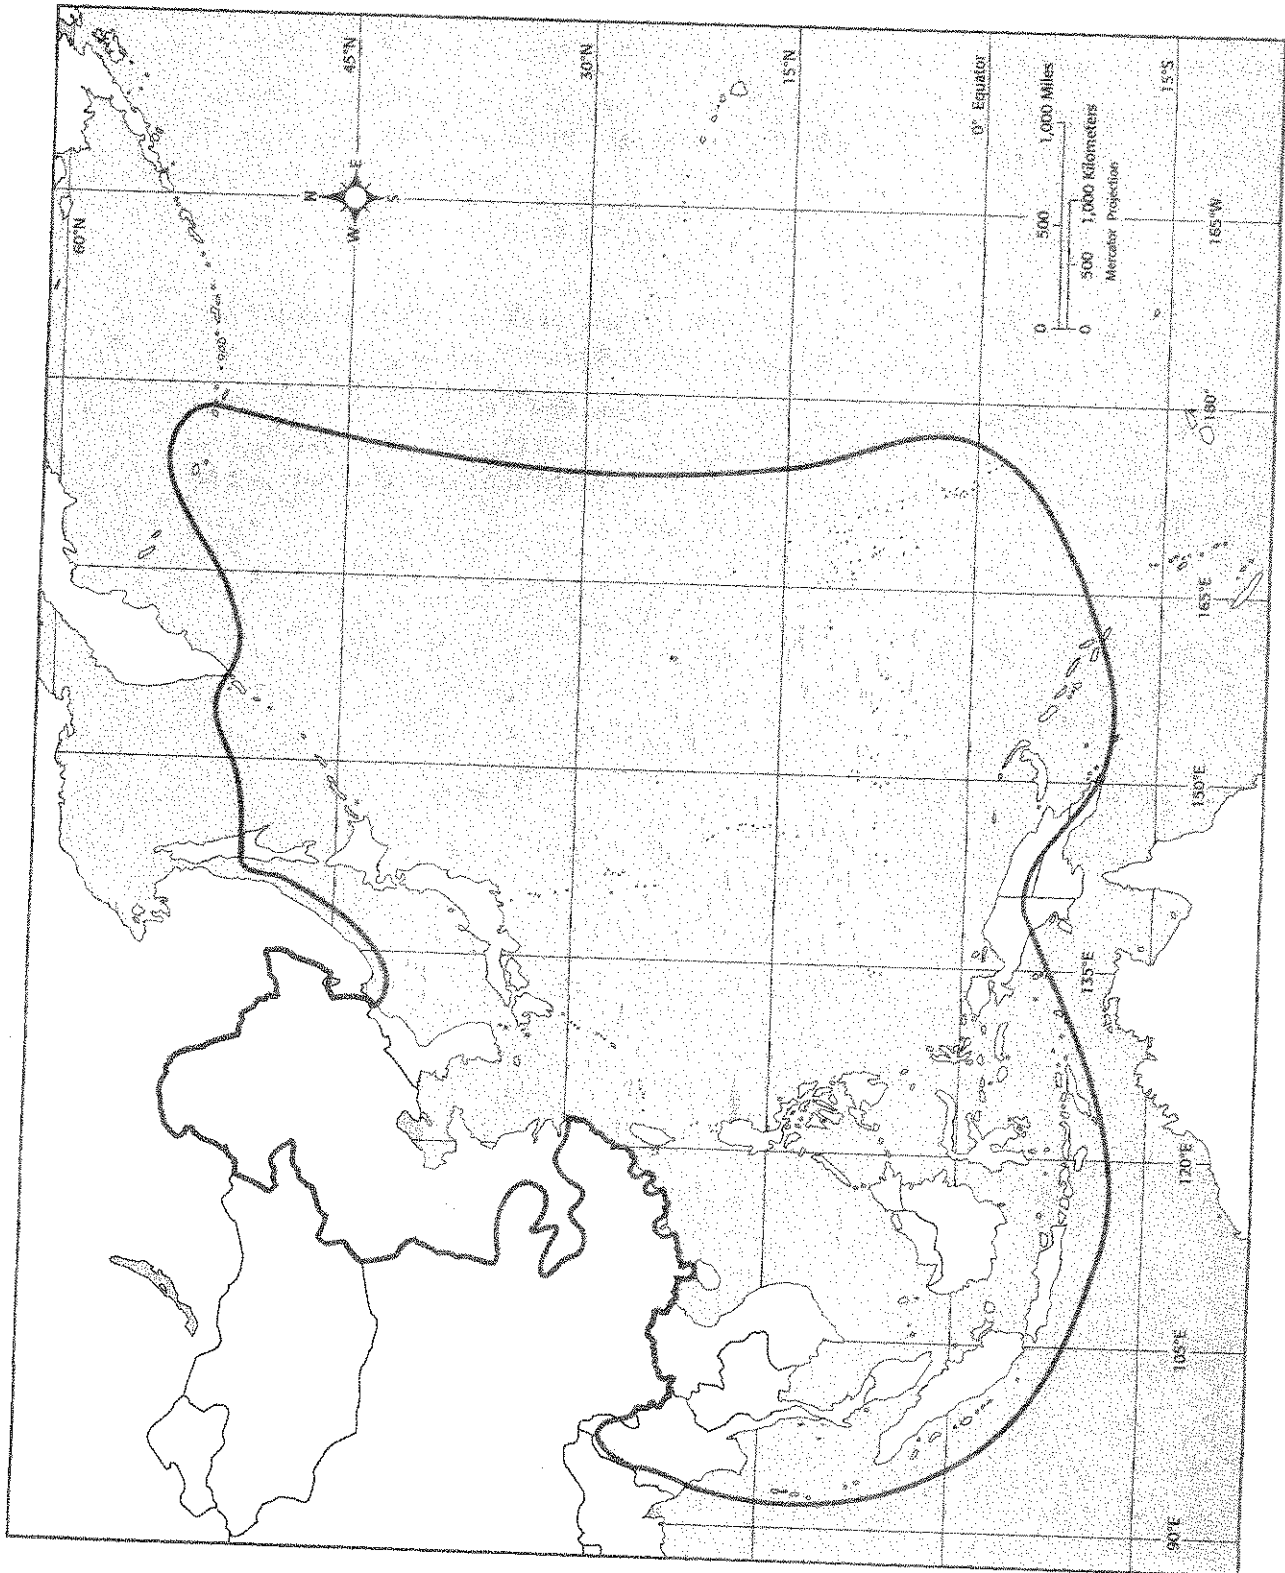 60°N
45°N
30°N
15°N
0° Equator
15°S
N
W
E
S
0 500 1,000 Miles
0 500 1,000 Kilometers
Mercator Projection
90°E
105°E
120°E
135°E
150°E
165°E
180°
165°W